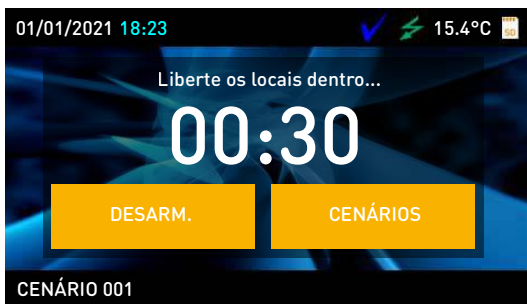 01/01/2021 18:23 15.4°C SD
Liberte os locais dentro...
00:30
DESARM. CENÁRIOS
CENÁRIO 001